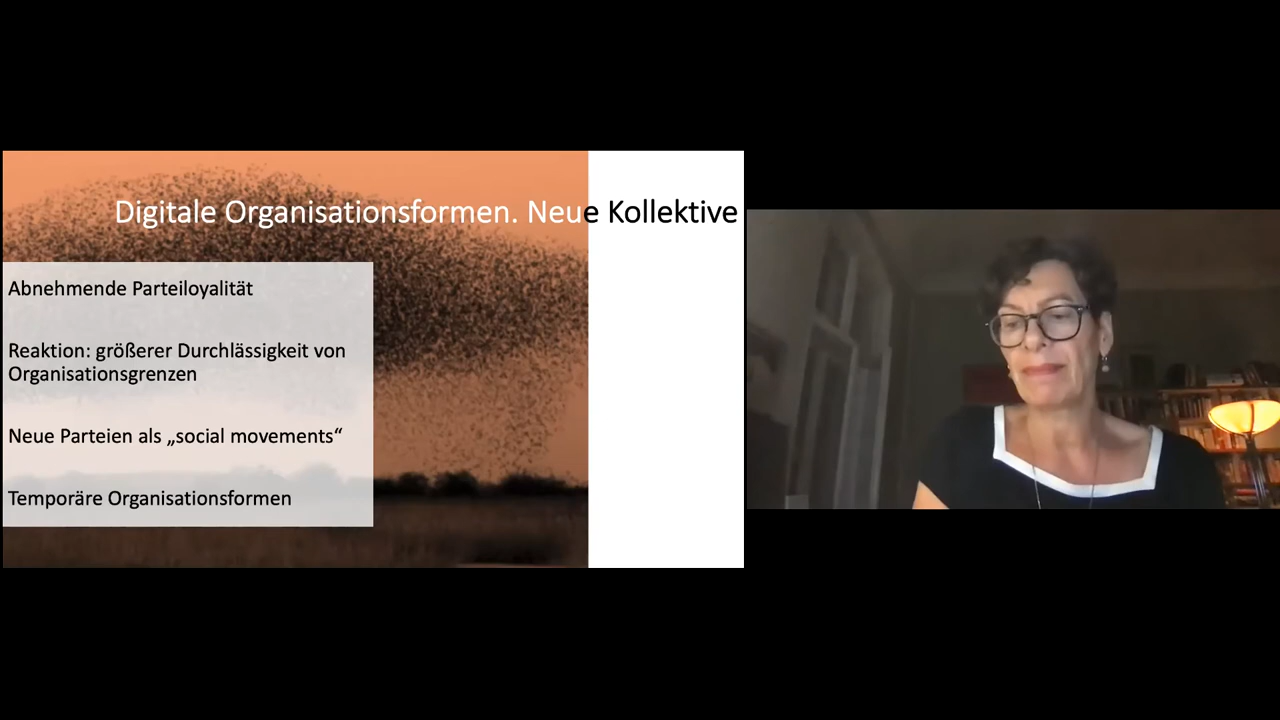 Digitale Organisationsformen. Neue Kollektive
Abnehmende Parteiloyalität
Reaktion: größerer Durchlässigkeit von
Organisationsgrenzen
Neue Parteien als „social movements“
Temporäre Organisationsformen